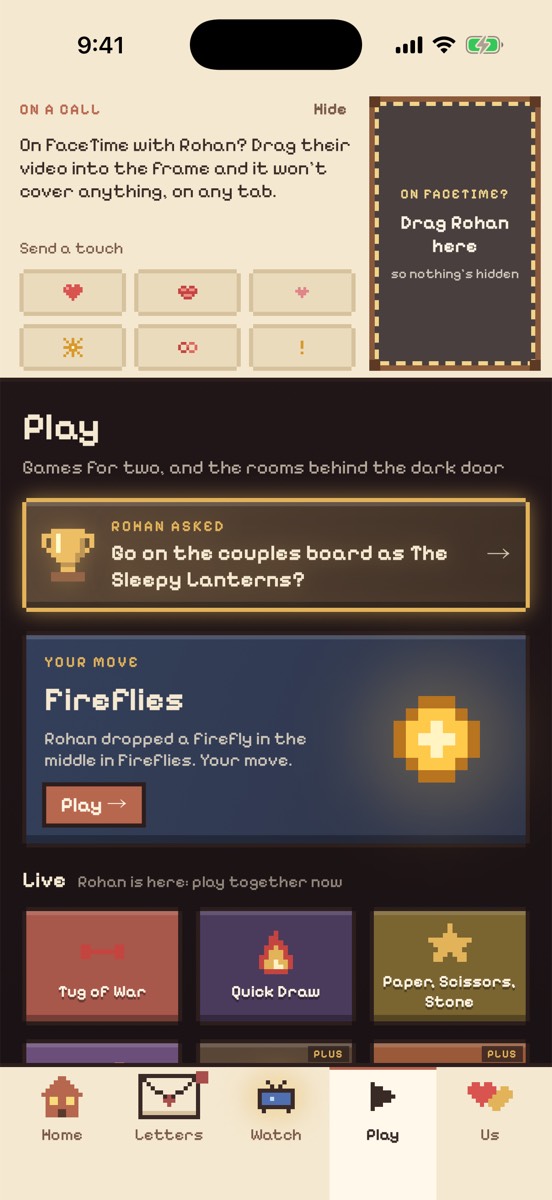 9:41
ON A CALL
Hide
On FaceTime with Rohan? Drag their
video into the frame and it won't
cover anything, on any tab.
Send a touch
!
ON FACETIME?
Drag Rohan
here
so nothing's hidden
Play
Games for two, and the rooms behind the dark door
ROHAN ASKED
Go on the couples board as The
Sleepy Lanterns?
→
YOUR MOVE
Fireflies
Rohan dropped a firefly in the
middle in Fireflies. Your move.
Play →
Live Rohan is here: play together now
Tug of War
Quick Draw
Paper, Scissors,
Stone
PLUS
PLUS
Home
Letters
Watch
Play
Us